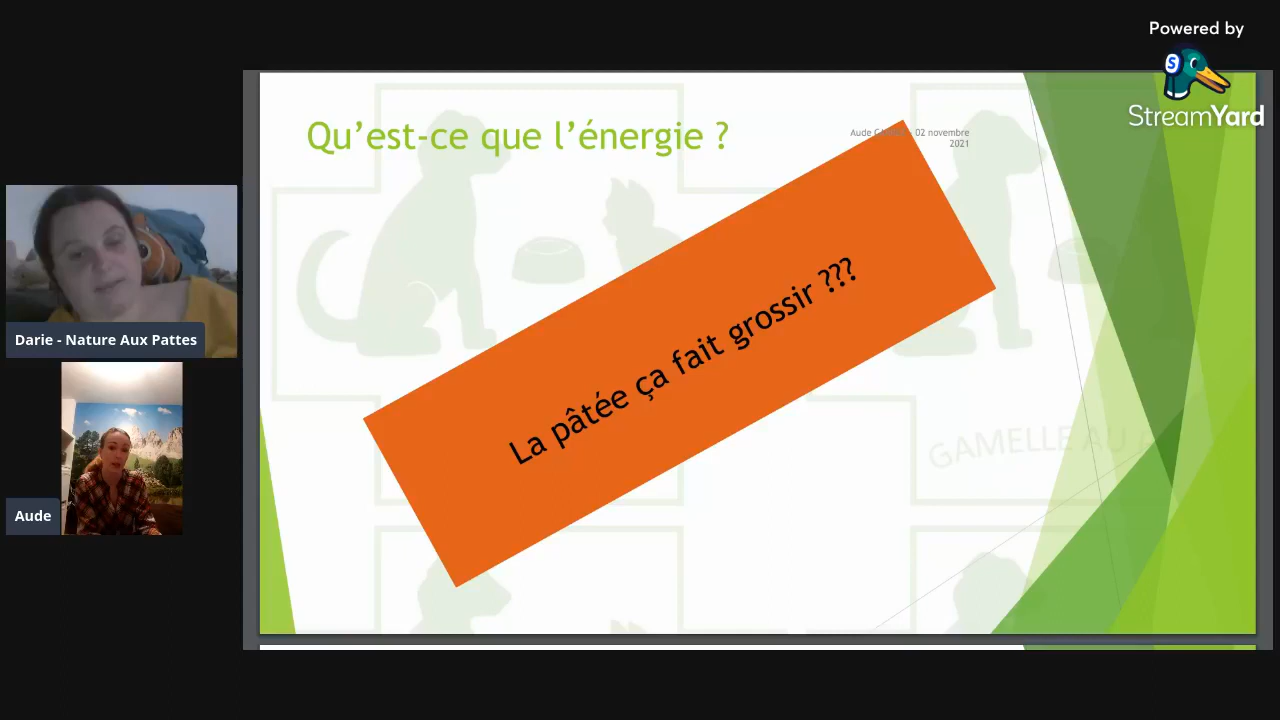 Powered by
StreamYard
Qu’est-ce que l’énergie ?
Aude - 02 novembre
2021
La pâtée ça fait grossir ???
GAMELLE AU
Darie - Nature Aux Pattes
Aude